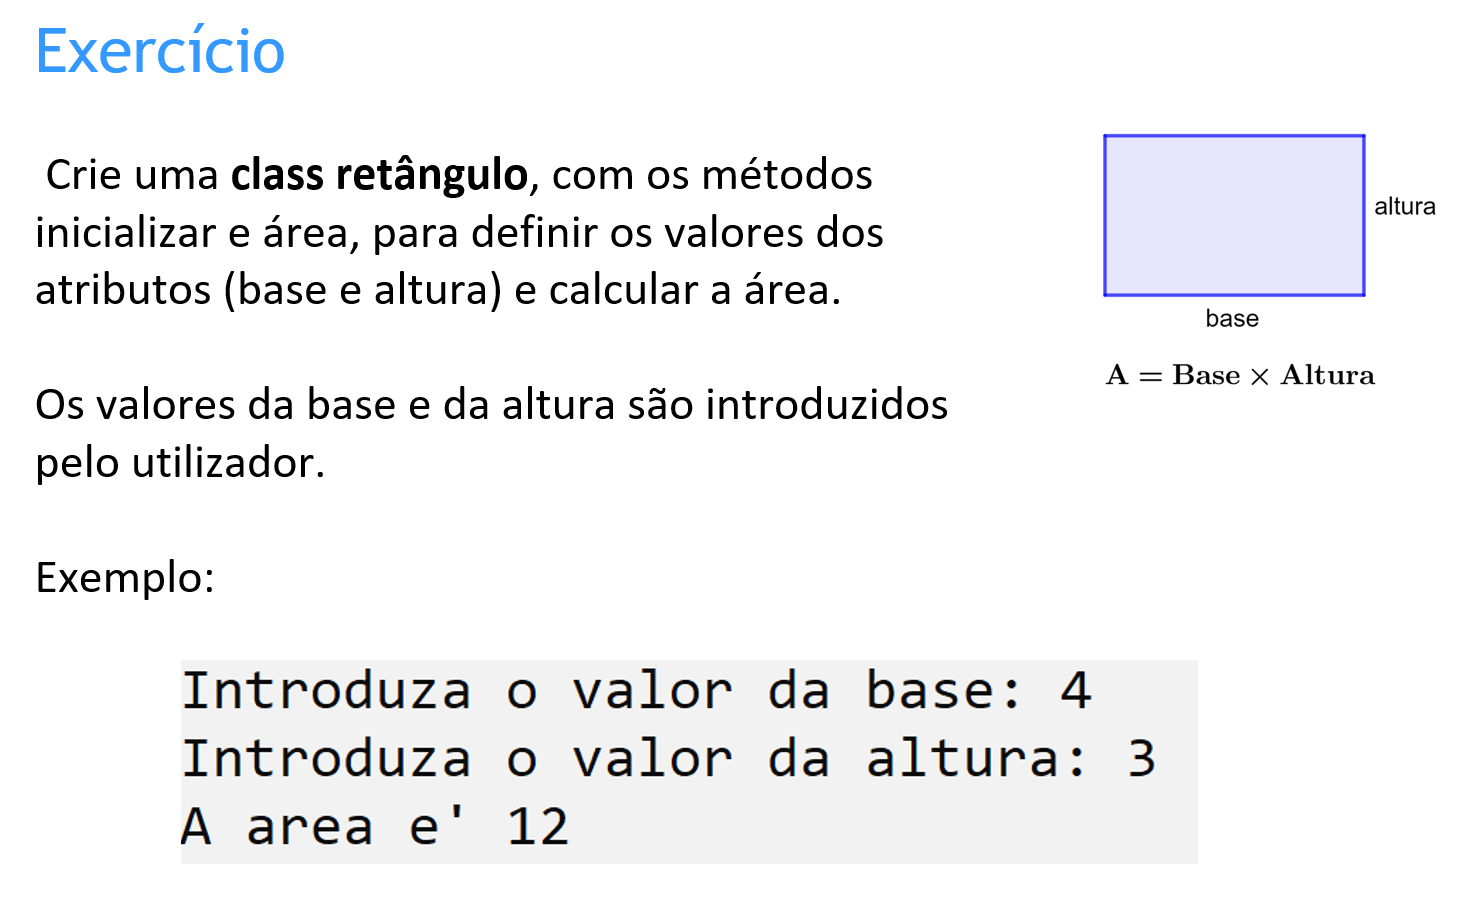 Exercício
Crie uma class retângulo, com os métodos
inicializar e área, para definir os valores dos
atributos (base e altura) e calcular a área.
altura
base
A = Base × Altura
Os valores da base e da altura são introduzidos
pelo utilizador.
Exemplo:
Introduza o valor da base: 4
Introduza o valor da altura: 3
A area e' 12